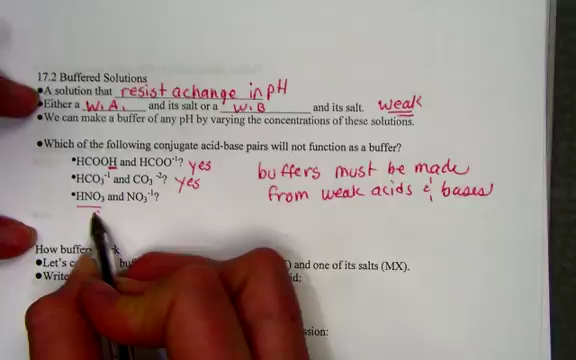 17.2 Buffered Solutions
•A solution that resist a change in pH
•Either a W.A. and its salt or a W.B and its salt. weak
•We can make a buffer of any pH by varying the concentrations of these solutions.
•Which of the following conjugate acid-base pairs will not function as a buffer?
•HCOOH and HCOO⁻¹? yes
•HCO₃⁻¹ and CO₃⁻²? yes
•HNO₃ and NO₃⁻¹?
buffers must be made
from weak acids & bases
How buffer
•Let's) and one of its salts (MX).
•Write id:
ssion: